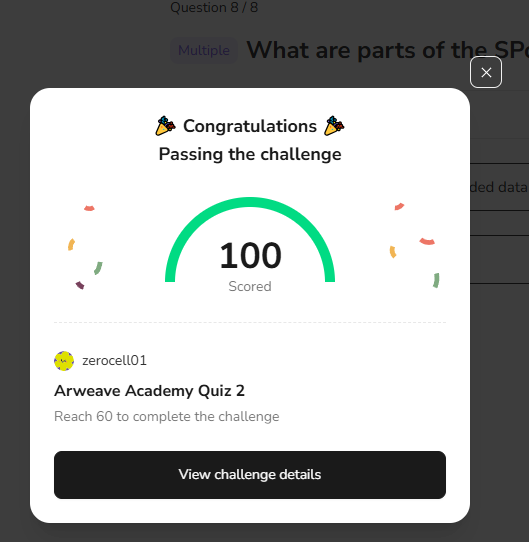 Question 8 / 8
Multiple What are parts of the SPo
Congratulations
Passing the challenge
ded data
100
Scored
zerocell01
Arweave Academy Quiz 2
Reach 60 to complete the challenge
View challenge details